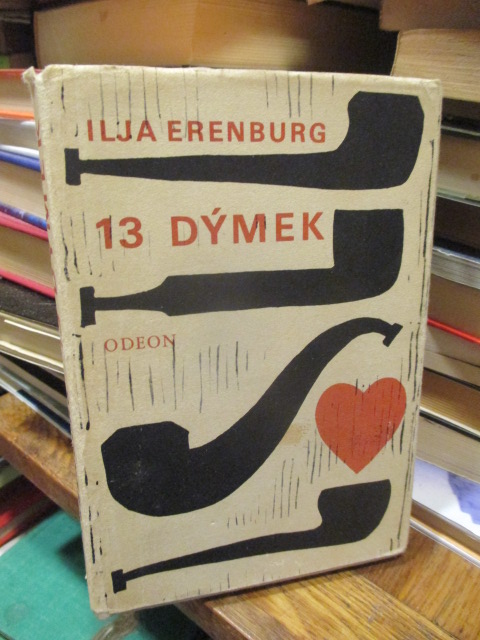 ILJA ERENBURG
13 DÝMEK
ODEON